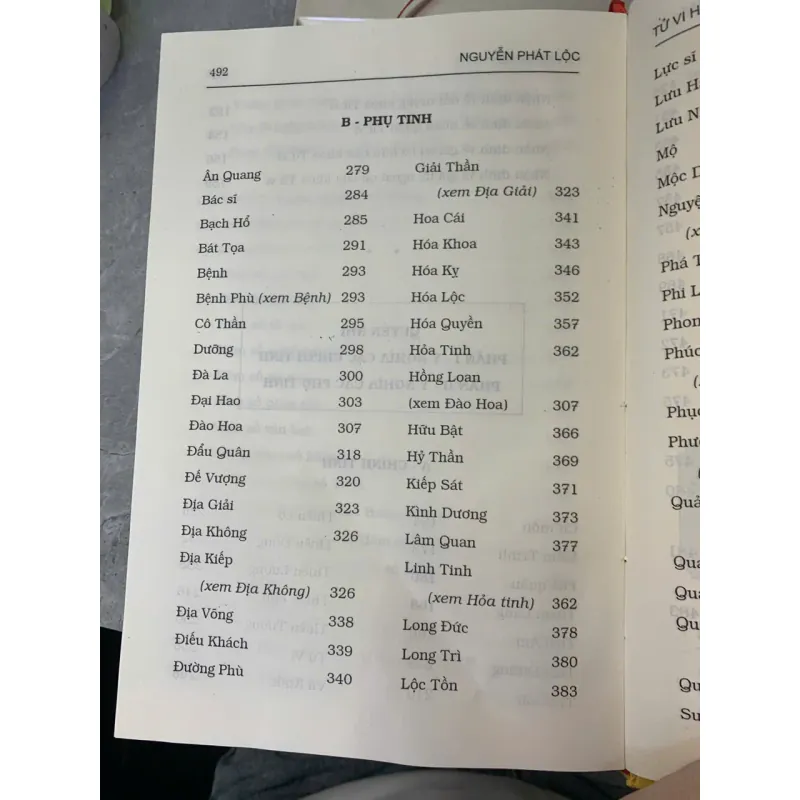 492
NGUYỄN PHÁT LỘC
B - PHỤ TINH
Ân Quang 279
Bác sí 284
Bạch Hổ 285
Bát Tọa 291
Bệnh 293
Bệnh Phù (xem Bệnh) 293
Cô Thần 295
Dưỡng 298
Đà La 300
Đại Hao 303
Đào Hoa 307
Đẩu Quân 318
Đế Vượng 320
Địa Giải 323
Địa Không 326
Địa Kiếp
(xem Địa Không) 326
Địa Võng 338
Điếu Khách 339
Đường Phù 340
Giải Thần
(xem Địa Giải) 323
Hoa Cái 341
Hóa Khoa 343
Hóa Kỵ 346
Hóa Lộc 352
Hóa Quyền 357
Hỏa Tinh 362
Hồng Loan
(xem Đào Hoa) 307
Hữu Bật 366
Hỷ Thần 369
Kiếp Sát 371
Kình Dương 373
Lâm Quan 377
Linh Tinh
(xem Hỏa tinh) 362
Long Đức 378
Long Trì 380
Lộc Tồn 383
TỬ VI
Lực sĩ
Lưu
Lưu
Mộ
Mộc
Phá
Phi